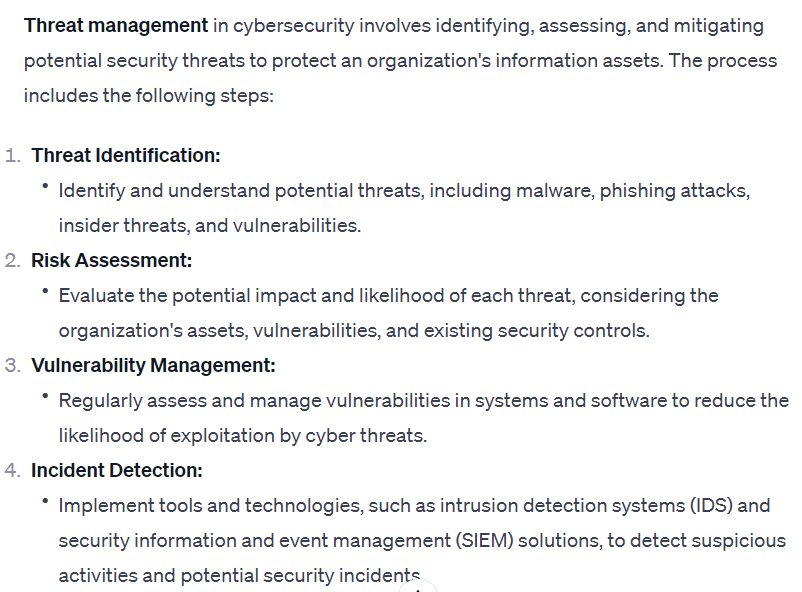 Threat management in cybersecurity involves identifying, assessing, and mitigating
potential security threats to protect an organization's information assets. The process
includes the following steps:
1. Threat Identification:
• Identify and understand potential threats, including malware, phishing attacks,
insider threats, and vulnerabilities.
2. Risk Assessment:
• Evaluate the potential impact and likelihood of each threat, considering the
organization's assets, vulnerabilities, and existing security controls.
3. Vulnerability Management:
• Regularly assess and manage vulnerabilities in systems and software to reduce the
likelihood of exploitation by cyber threats.
4. Incident Detection:
• Implement tools and technologies, such as intrusion detection systems (IDS) and
security information and event management (SIEM) solutions, to detect suspicious
activities and potential security incidents